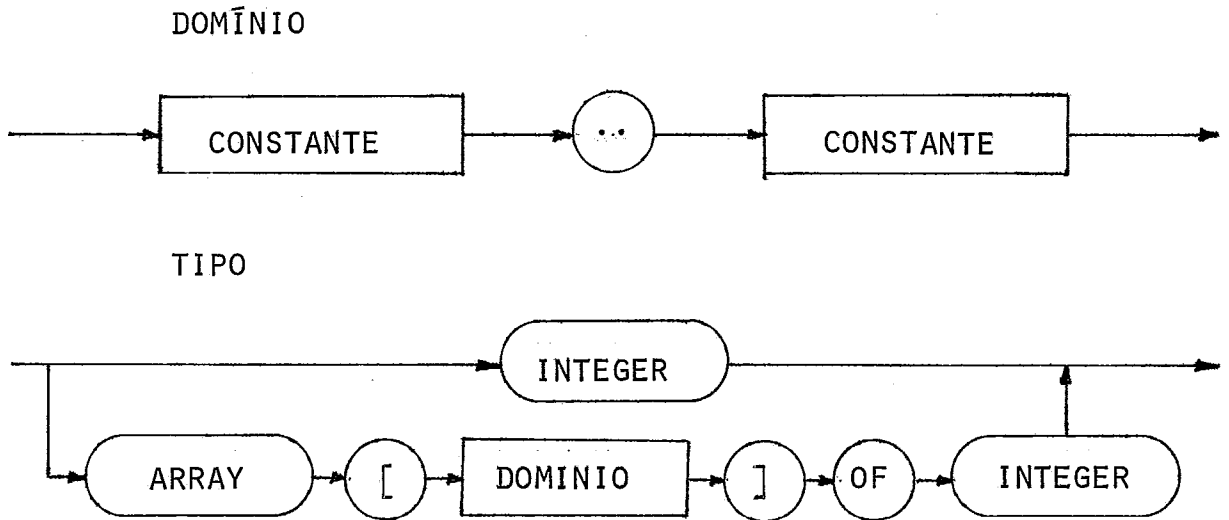 DOMÍNIO
CONSTANTE .. CONSTANTE
TIPO
INTEGER
ARRAY [ DOMINIO ] OF INTEGER